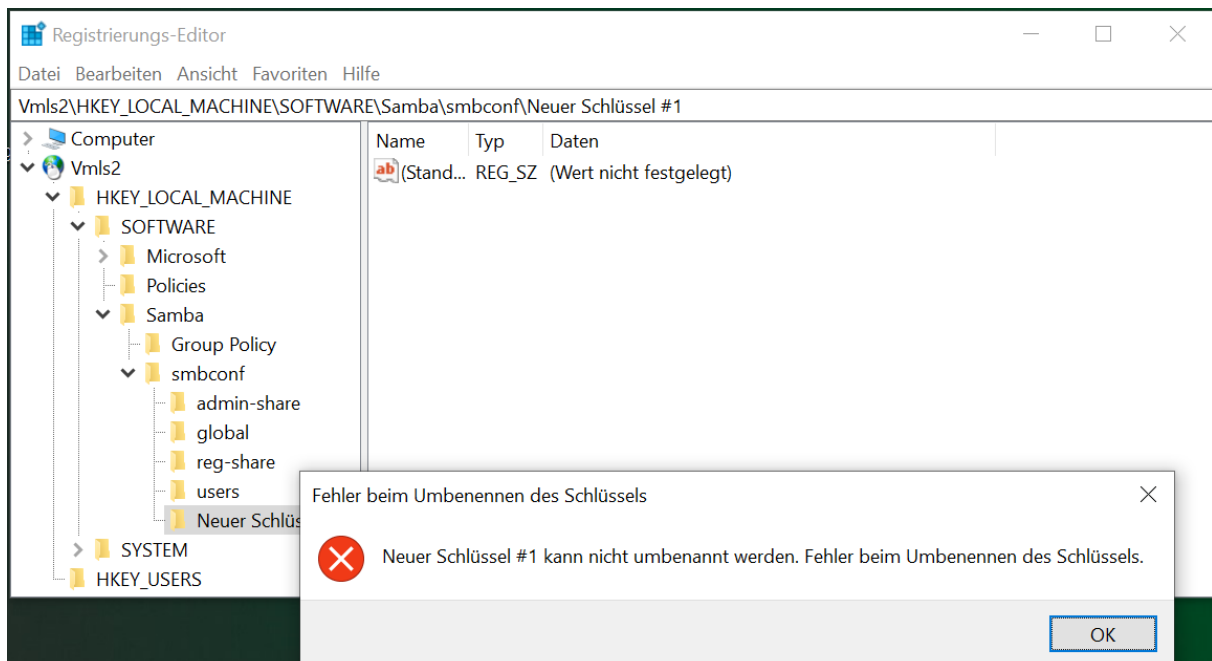 Registrierungs-Editor
Datei Bearbeiten Ansicht Favoriten Hilfe
Vmls2\HKEY_LOCAL_MACHINE\SOFTWARE\Samba\smbconf\Neuer Schlüssel #1
Computer
Vmls2
HKEY_LOCAL_MACHINE
SOFTWARE
Microsoft
Policies
Samba
Group Policy
smbconf
admin-share
global
reg-share
users
Neuer Schlüs
SYSTEM
HKEY_USERS
Name Typ Daten
ab (Stand... REG_SZ (Wert nicht festgelegt)
Fehler beim Umbenennen des Schlüssels
Neuer Schlüssel #1 kann nicht umbenannt werden. Fehler beim Umbenennen des Schlüssels.
OK